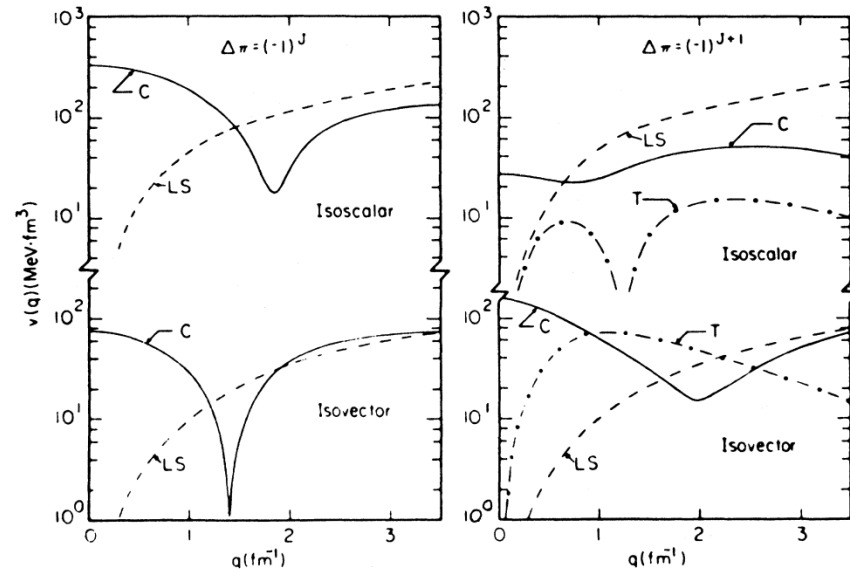 Δπ=(-1)^J
C
LS
Isoscalar
C
LS
Isovector
10³
10²
10¹
10²
10¹
10⁰
v(q)(MeV·fm³)
0
1
2
3
q(fm⁻¹)
Δπ=(-1)^{J+1}
LS
C
T
Isoscalar
C
T
LS
Isovector
10³
10²
10¹
10²
10¹
10⁰
0
1
2
3
q(fm⁻¹)